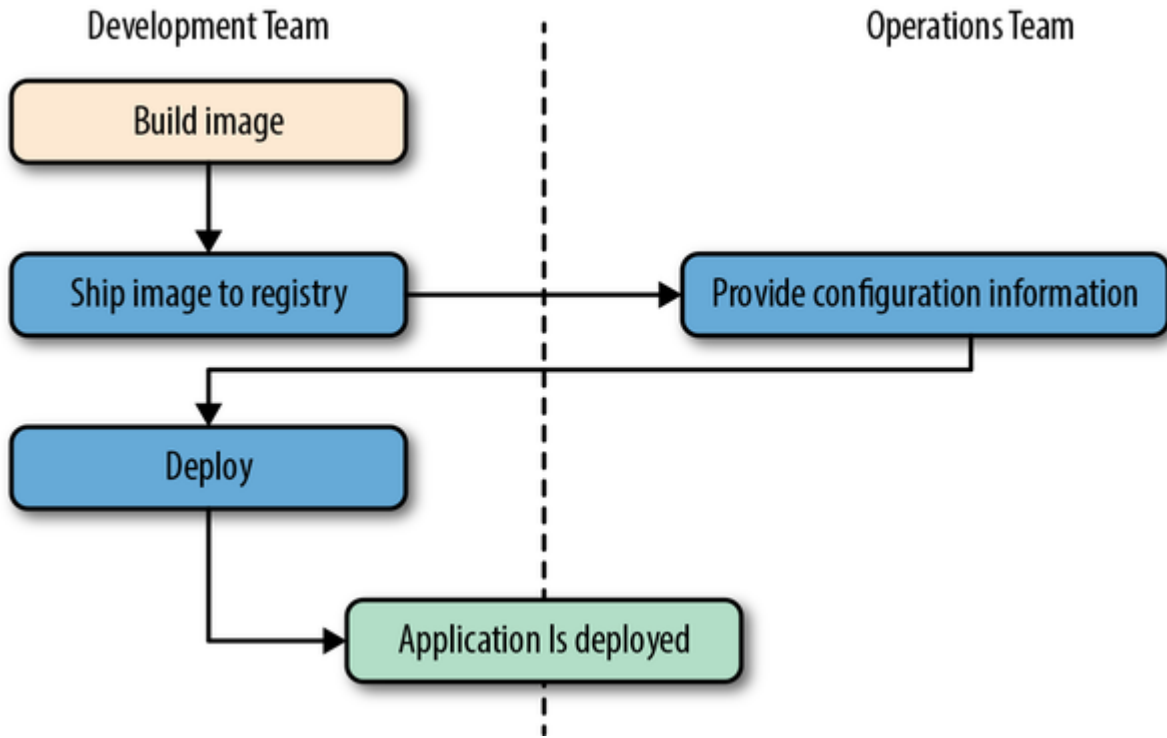 Development Team
Operations Team
Build image
Ship image to registry
Provide configuration information
Deploy
Application Is deployed